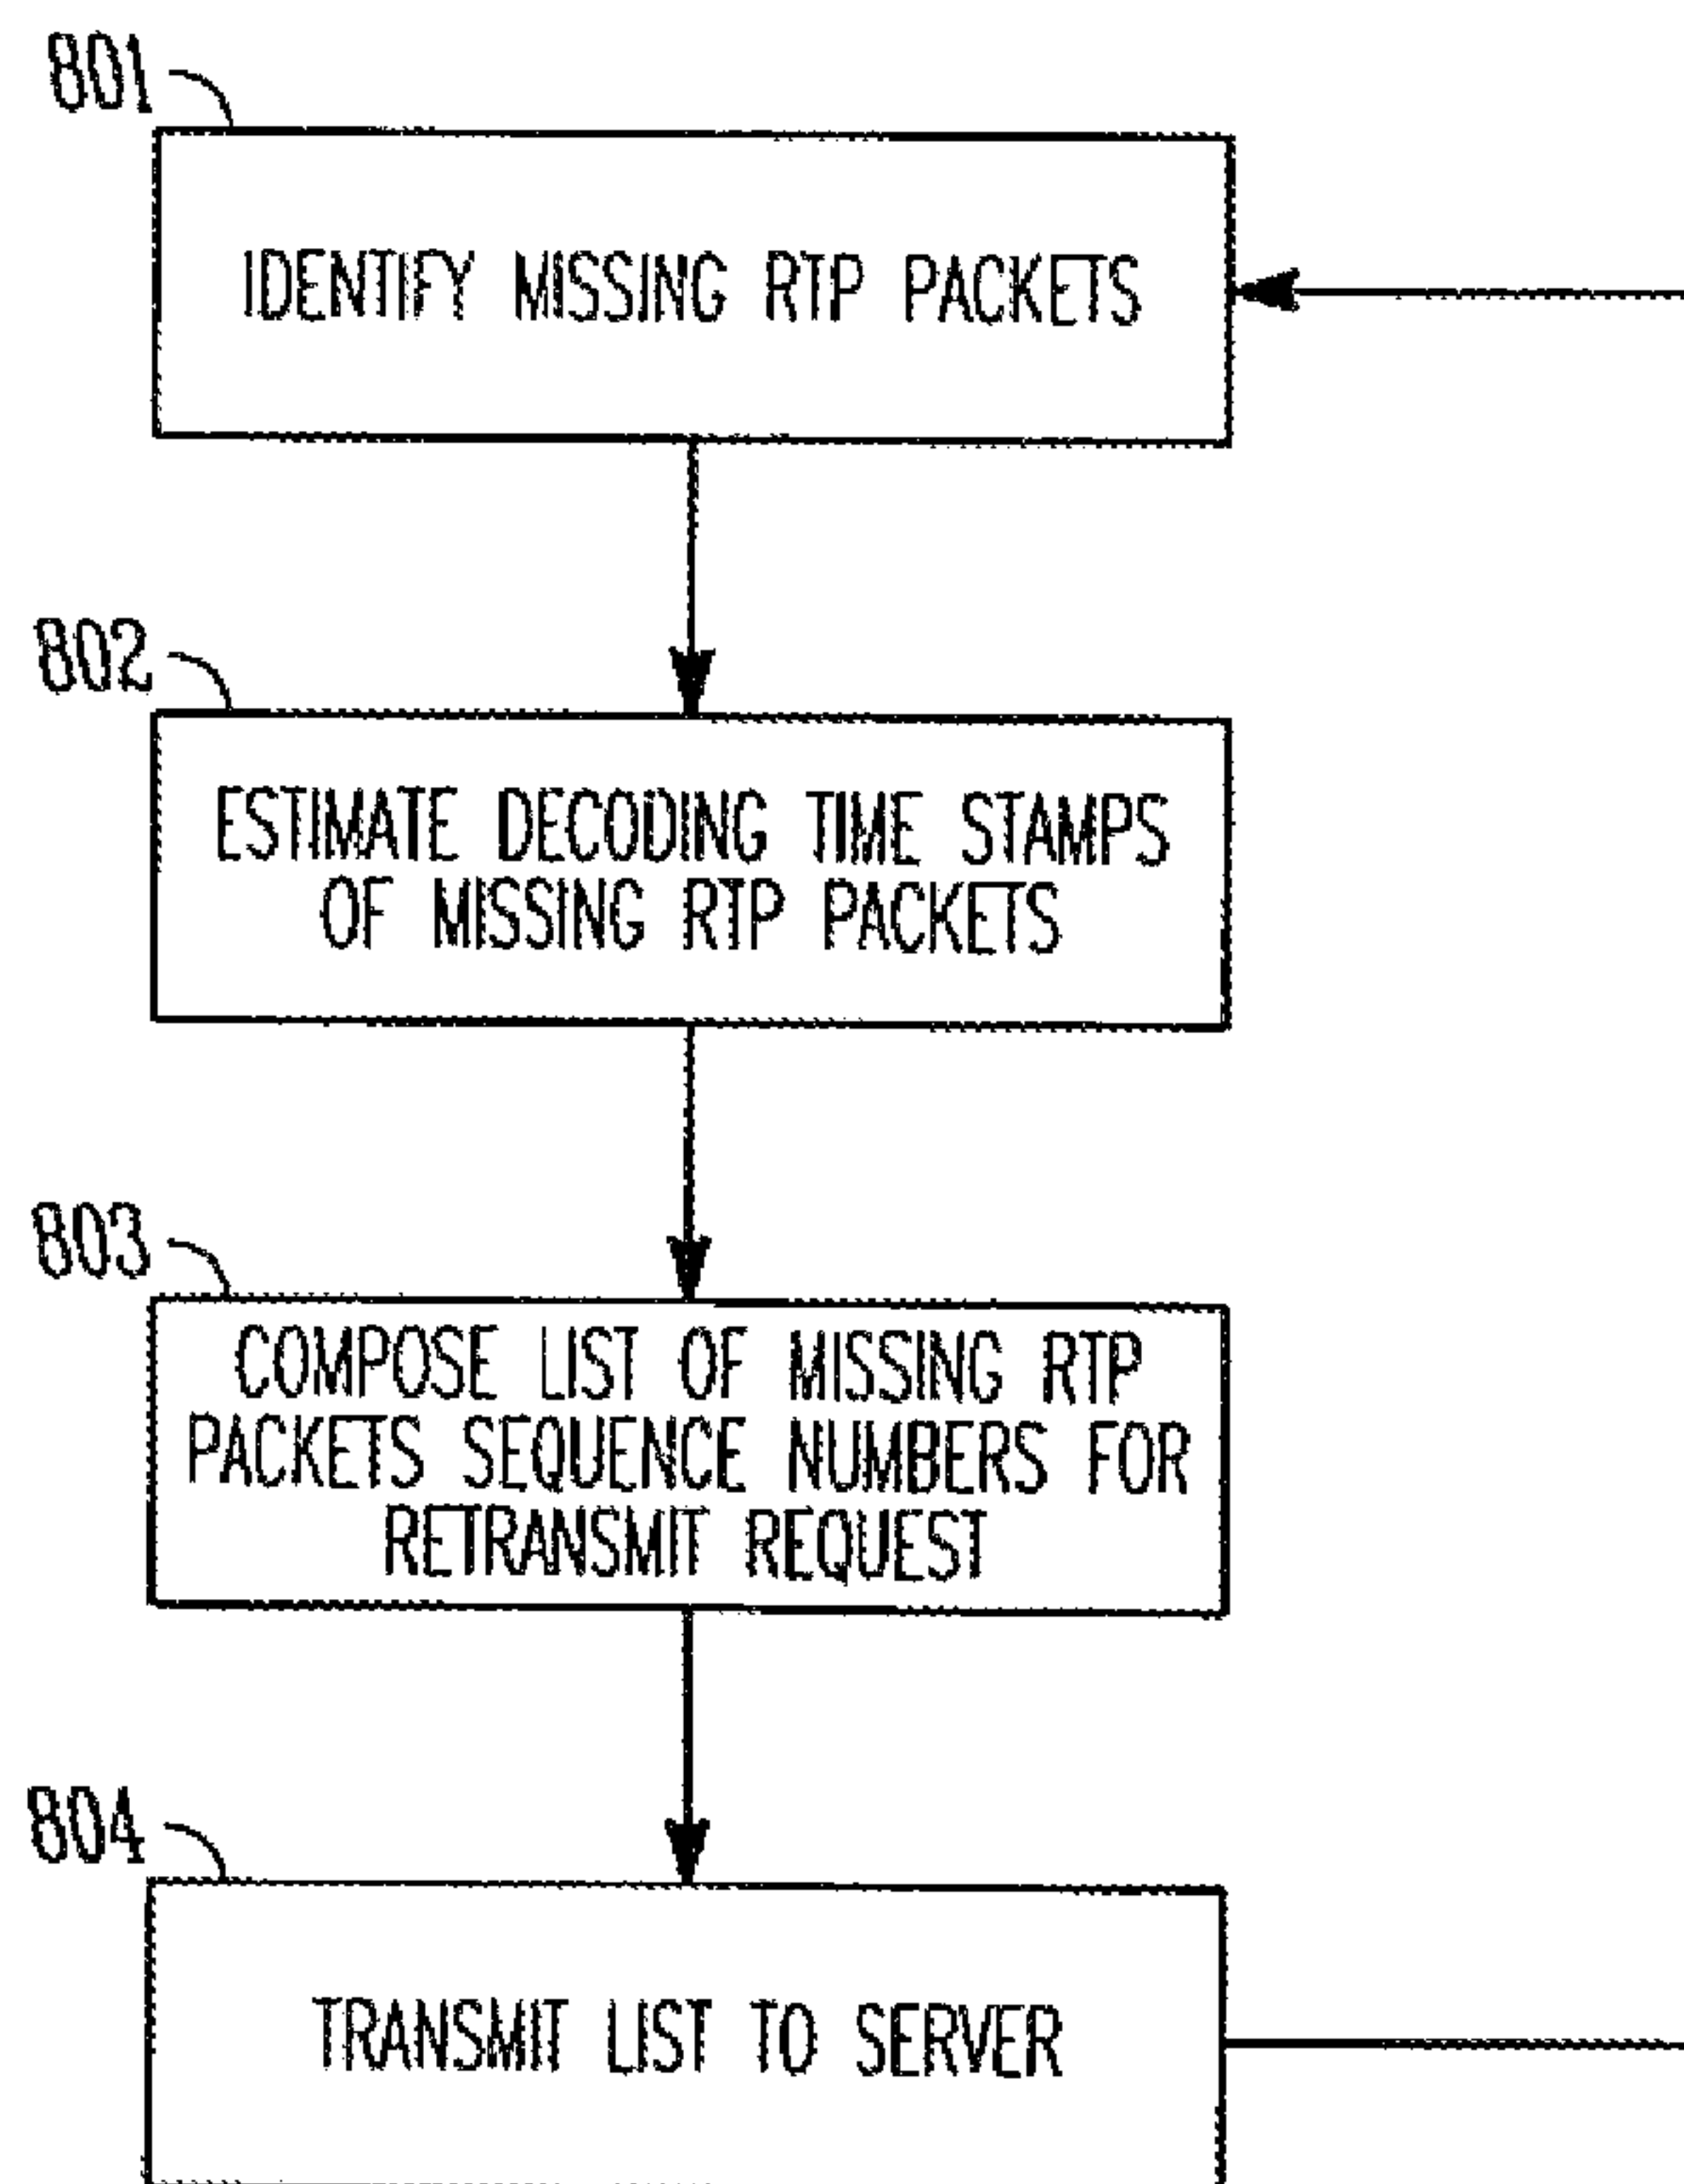 801
IDENTIFY MISSING RTP PACKETS
802
ESTIMATE DECODING TIME STAMPS
OF MISSING RTP PACKETS
803
COMPOSE LIST OF MISSING RTP
PACKETS SEQUENCE NUMBERS FOR
RETRANSMIT REQUEST
804
TRANSMIT LIST TO SERVER